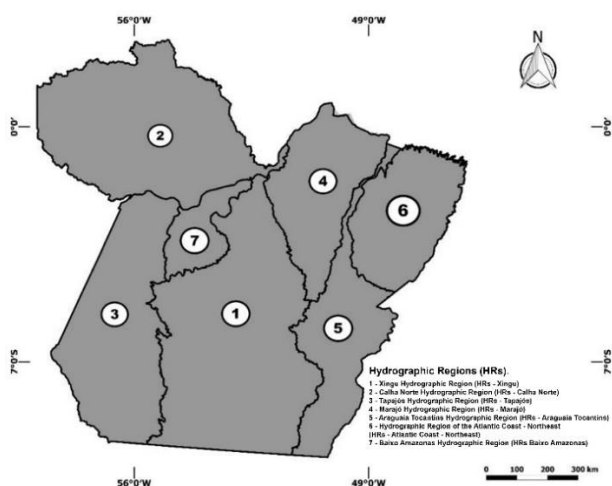 56°0'O 49°0'O
N
0°0' 0°0'
2
4
6
7
3
1
5
7°0'S 7°0'S
Hydrographic Regions (HRs).
1 - Xingu Hydrographic Region (HRs - Xingu)
2 - Calha Norte Hydrographic Region (HRs - Calha Norte)
3 - Tapajós Hydrographic Region (HRs - Tapajós)
4 - Marajó Hydrographic Region (HRs - Marajó)
5 - Araguaia Tocantins Hydrographic Region (HRs - Araguaia Tocantins)
6 - Hydrographic Region of the Atlantic Coast - Northeast
(HRs - Atlantic Coast - Northeast)
7 - Baixo Amazonas Hydrographic Region (HRs Baixo Amazonas)
56°0'O 49°0'O
0 100 200 300 km